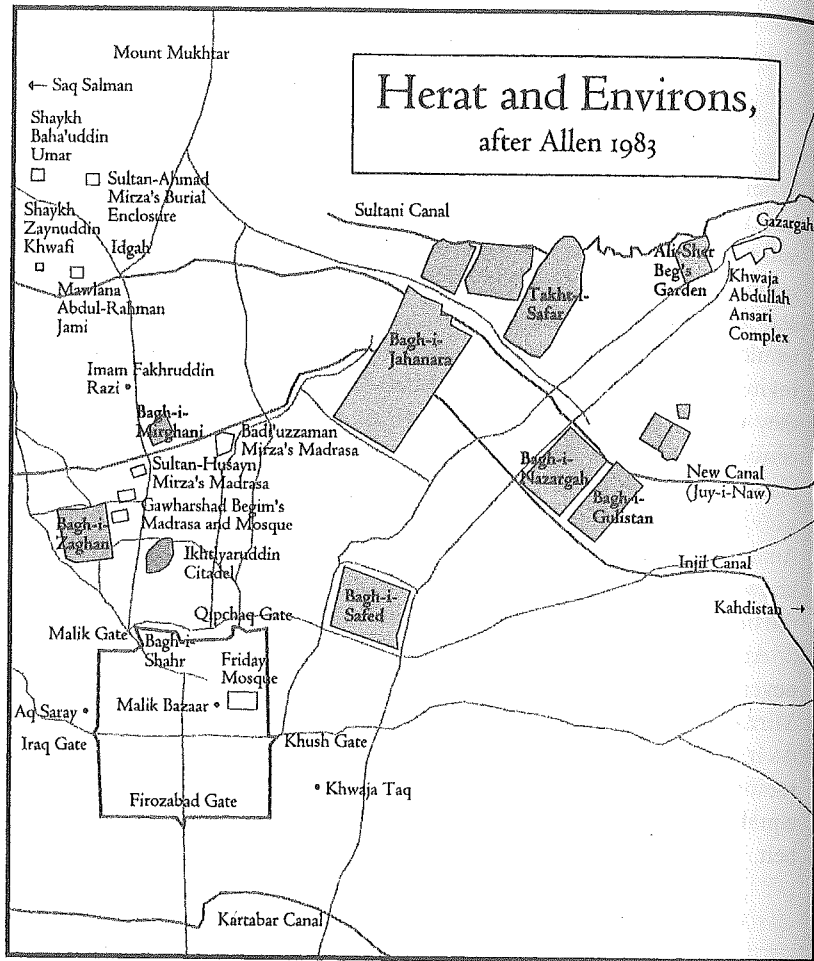 Herat and Environs,
after Allen 1983
Mount Mukhtar
← Saq Salman
Shaykh
Baha'uddin
Umar
Sultan-Ahmad
Mirza's Burial
Enclosure
Shaykh
Zaynuddin
Khwafi
Idgah
Mawlana
Abdul-Rahman
Jami
Sultani Canal
Takht-i-
Safar
Ali-Sher
Beg's
Garden
Gazargah
Khwaja
Abdullah
Ansari
Complex
Bagh-i-
Jahanara
Imam Fakhruddin
Razi
Bagh-i-
Mirghani
Badi'uzzaman
Mirza's Madrasa
Sultan-Husayn
Mirza's Madrasa
Gawharshad Begim's
Madrasa and Mosque
Bagh-i-
Zaghan
Ikhtiyaruddin
Citadel
Bagh-i-
Nazargah
Bagh-i-
Gulistan
New Canal
(Juy-i-Naw)
Injil Canal
Kahdistan →
Bagh-i-
Safed
Qipchaq Gate
Malik Gate
Bagh-i-
Shahr
Friday
Mosque
Malik Bazaar
Aq Saray
Iraq Gate
Khush Gate
Khwaja Taq
Firozabad Gate
Kartabar Canal